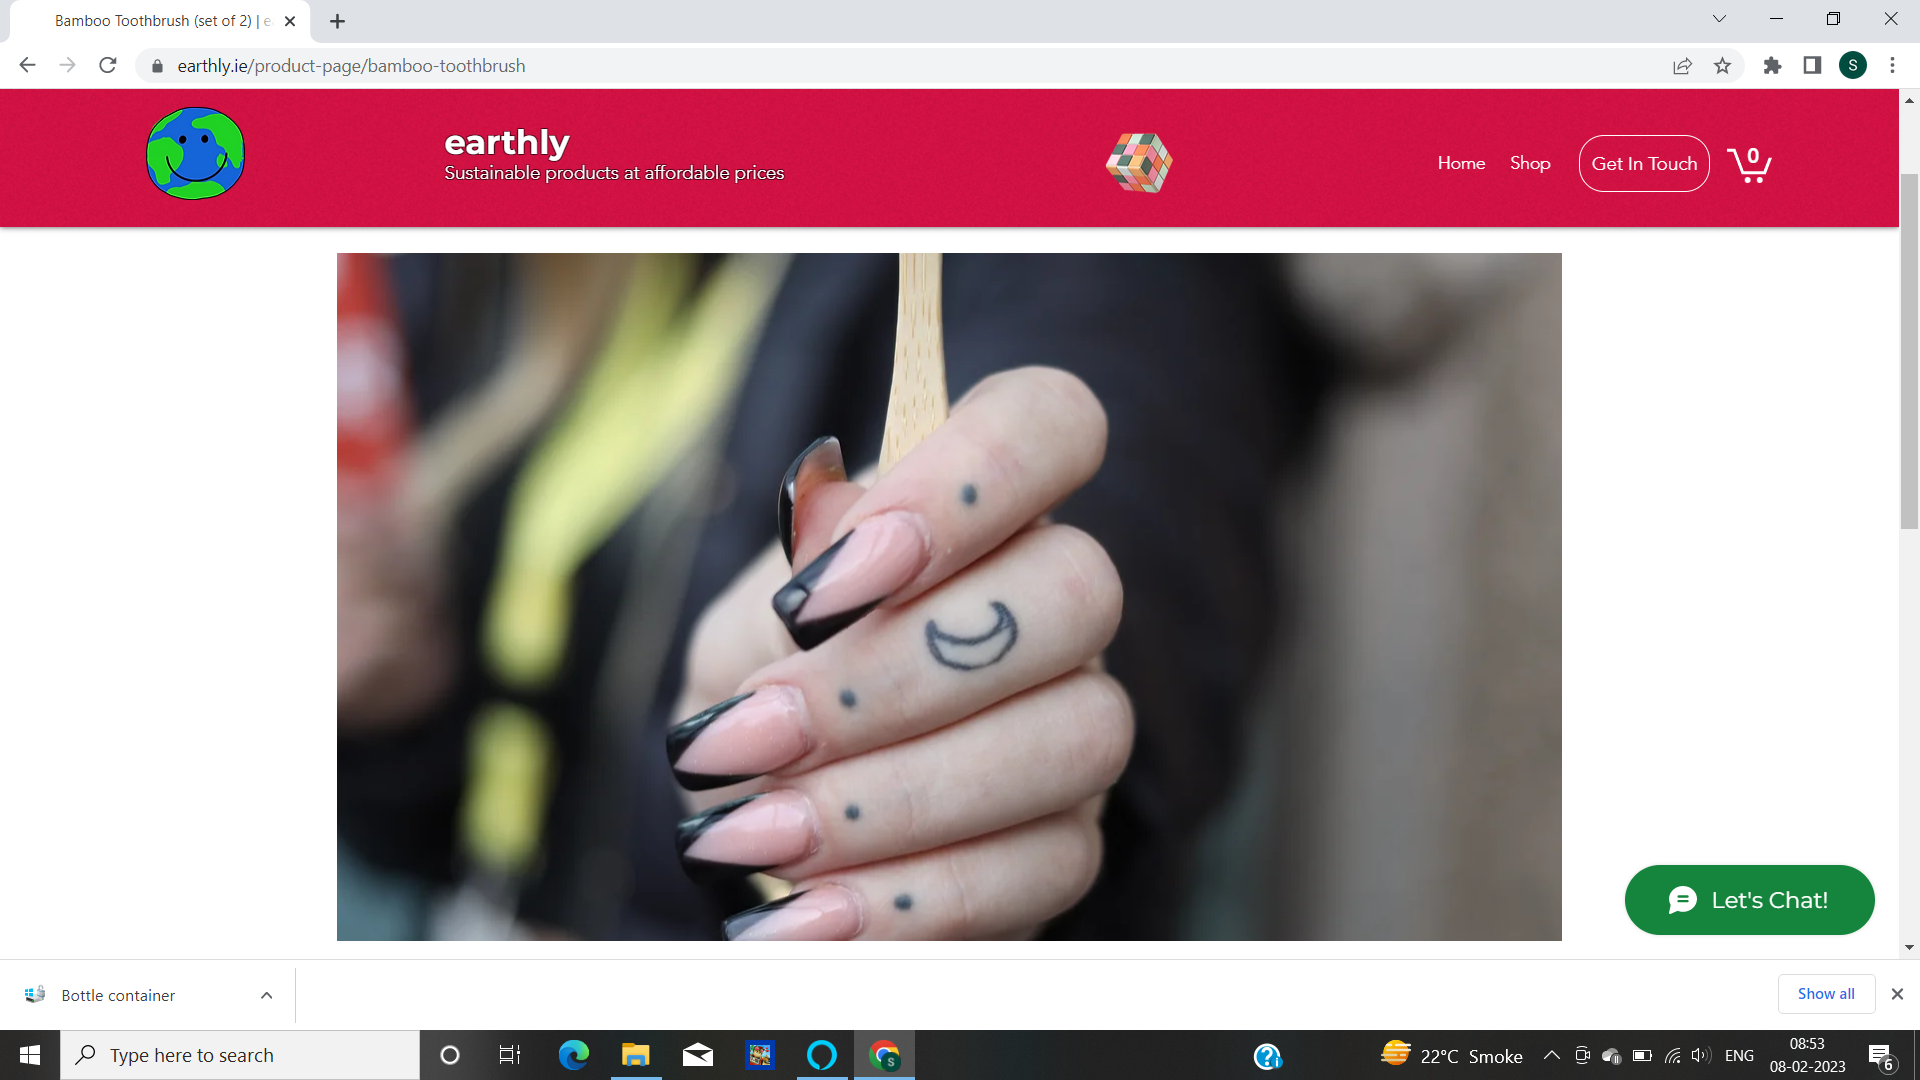 Bamboo Toothbrush (set of 2) | e
earthly.ie/product-page/bamboo-toothbrush
S
earthly
Sustainable products at affordable prices
Home
Shop
Get In Touch
0
Let's Chat!
Bottle container
Show all
Type here to search
S
22°C Smoke
ENG
08:53
08-02-2023
6